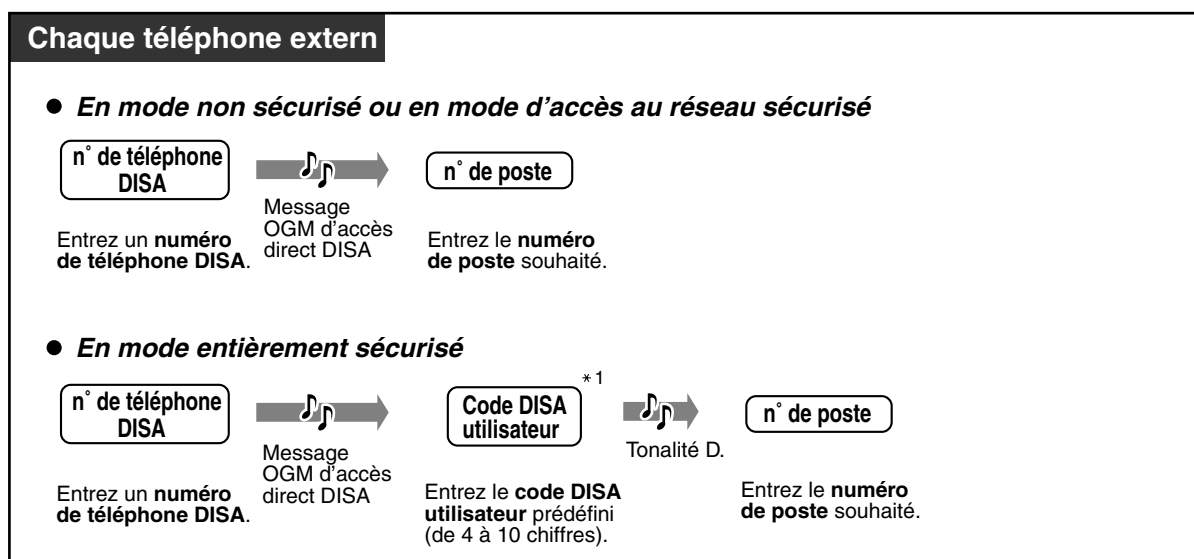 Chaque téléphone extern
● En mode non sécurisé ou en mode d'accès au réseau sécurisé
n° de téléphone
DISA
Message
OGM d'accès
direct DISA
n° de poste
Entrez un numéro
de téléphone DISA.
Entrez le numéro
de poste souhaité.
● En mode entièrement sécurisé
n° de téléphone
DISA
Message
OGM d'accès
direct DISA
Code DISA
utilisateur
*1
Tonalité D.
n° de poste
Entrez un numéro
de téléphone DISA.
Entrez le code DISA
utilisateur prédéfini
(de 4 à 10 chiffres).
Entrez le numéro
de poste souhaité.